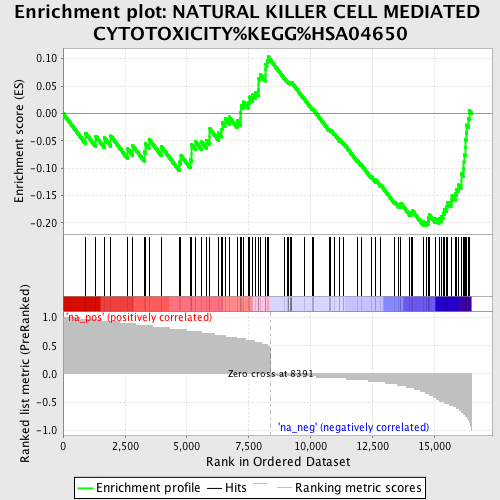 Enrichment plot: NATURAL KILLER CELL MEDIATED
CYTOTOXICITY%KEGG%HSA04650
Enrichment score (ES)
0.10
0.05
0.00
-0.05
-0.10
-0.15
-0.20
Ranked list metric (PreRanked)
1.0
0.5
0.0
-0.5
-1.0
'na_pos' (positively correlated)
Zero cross at 8391
'na_neg' (negatively correlated)
0
2,500
5,000
7,500
10,000
12,500
15,000
Rank in Ordered Dataset
Enrichment profile
Hits
Ranking metric scores